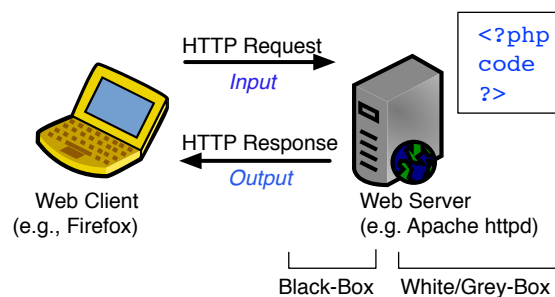 HTTP Request
Input
<?php
code
?>
HTTP Response
Output
Web Client
(e.g., Firefox)
Web Server
(e.g. Apache httpd)
Black-Box
White/Grey-Box